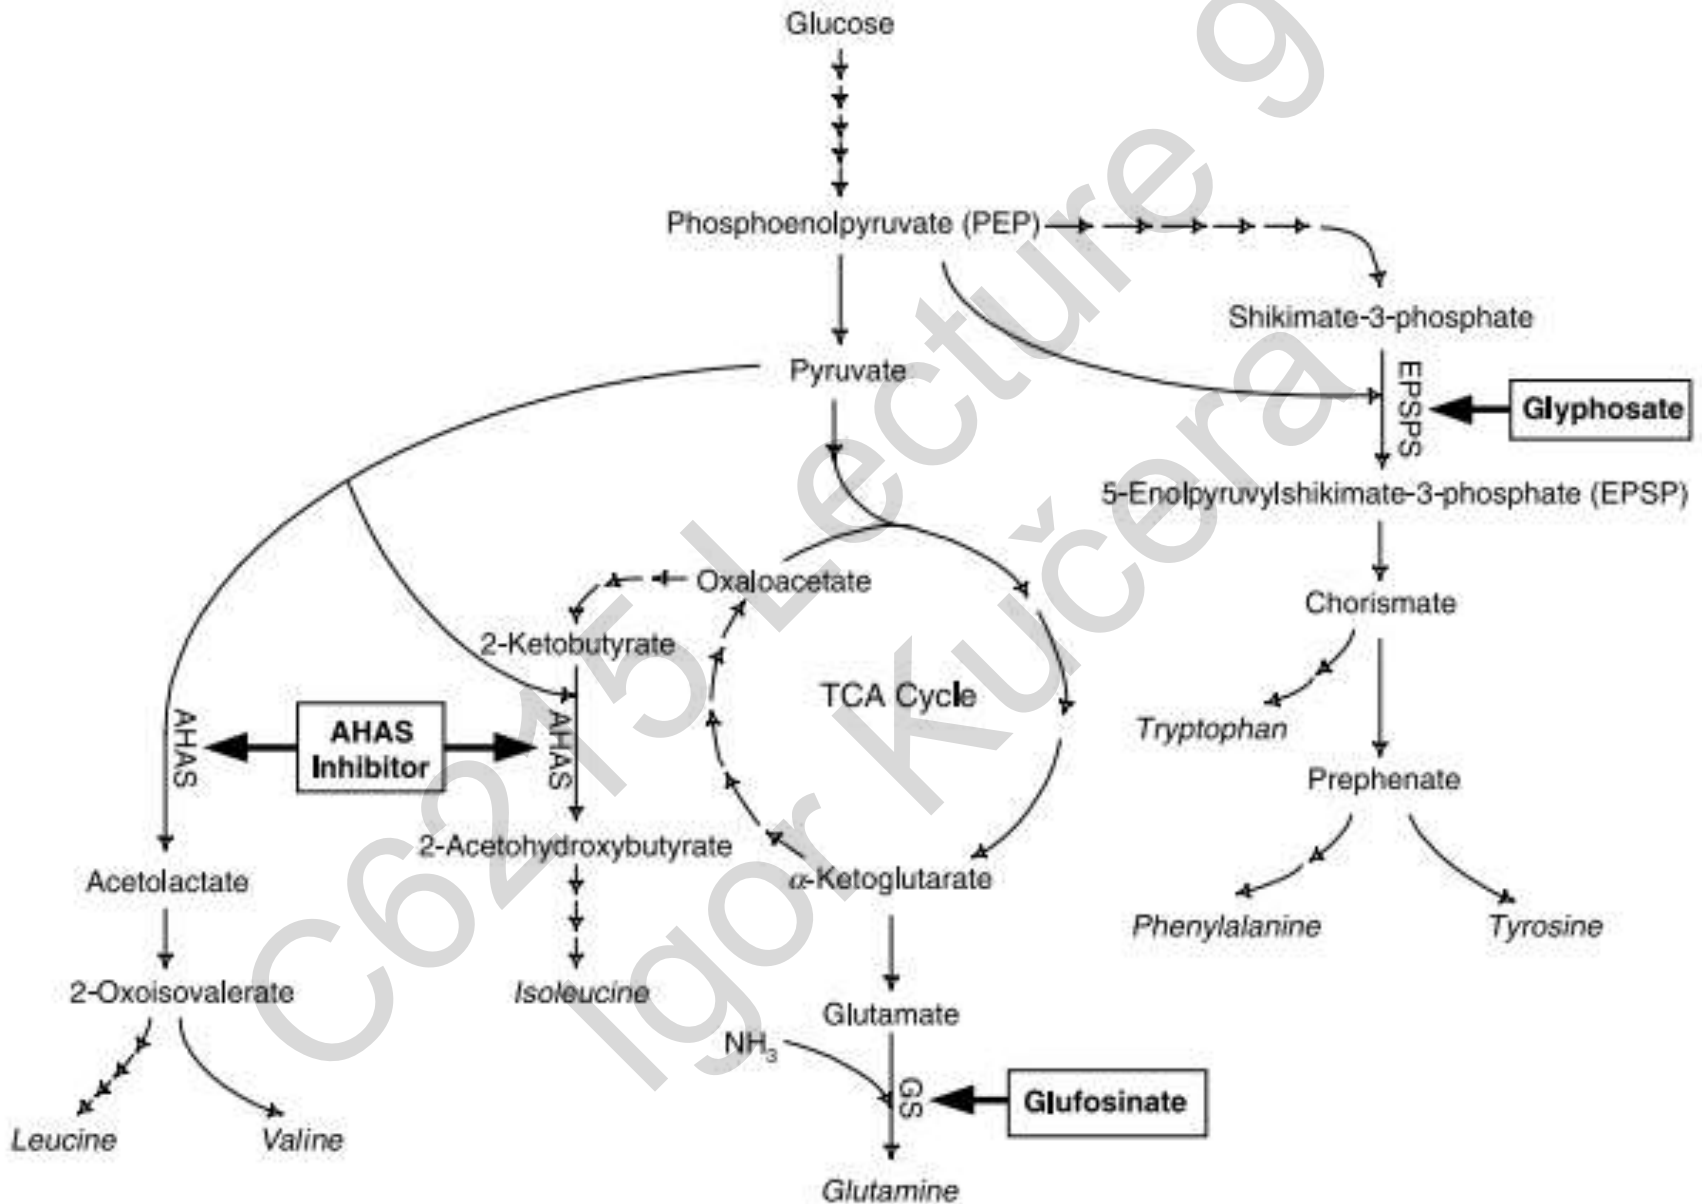 Glucose
Phosphoenolpyruvate (PEP)
Shikimate-3-phosphate
Pyruvate
EPSPS
Glyphosate
5-Enolpyruvylshikimate-3-phosphate (EPSP)
Oxaloacetate
Chorismate
2-Ketobutyrate
TCA Cycle
Tryptophan
AHAS
AHAS
Inhibitor
AHAS
Prephenate
2-Acetohydroxybutyrate
Acetolactate
α-Ketoglutarate
Phenylalanine
Tyrosine
2-Oxoisovalerate
Isoleucine
Glutamate
NH3
GS
Glufosinate
Leucine
Valine
Glutamine
C6215 Lecture 9
Igor Kučera